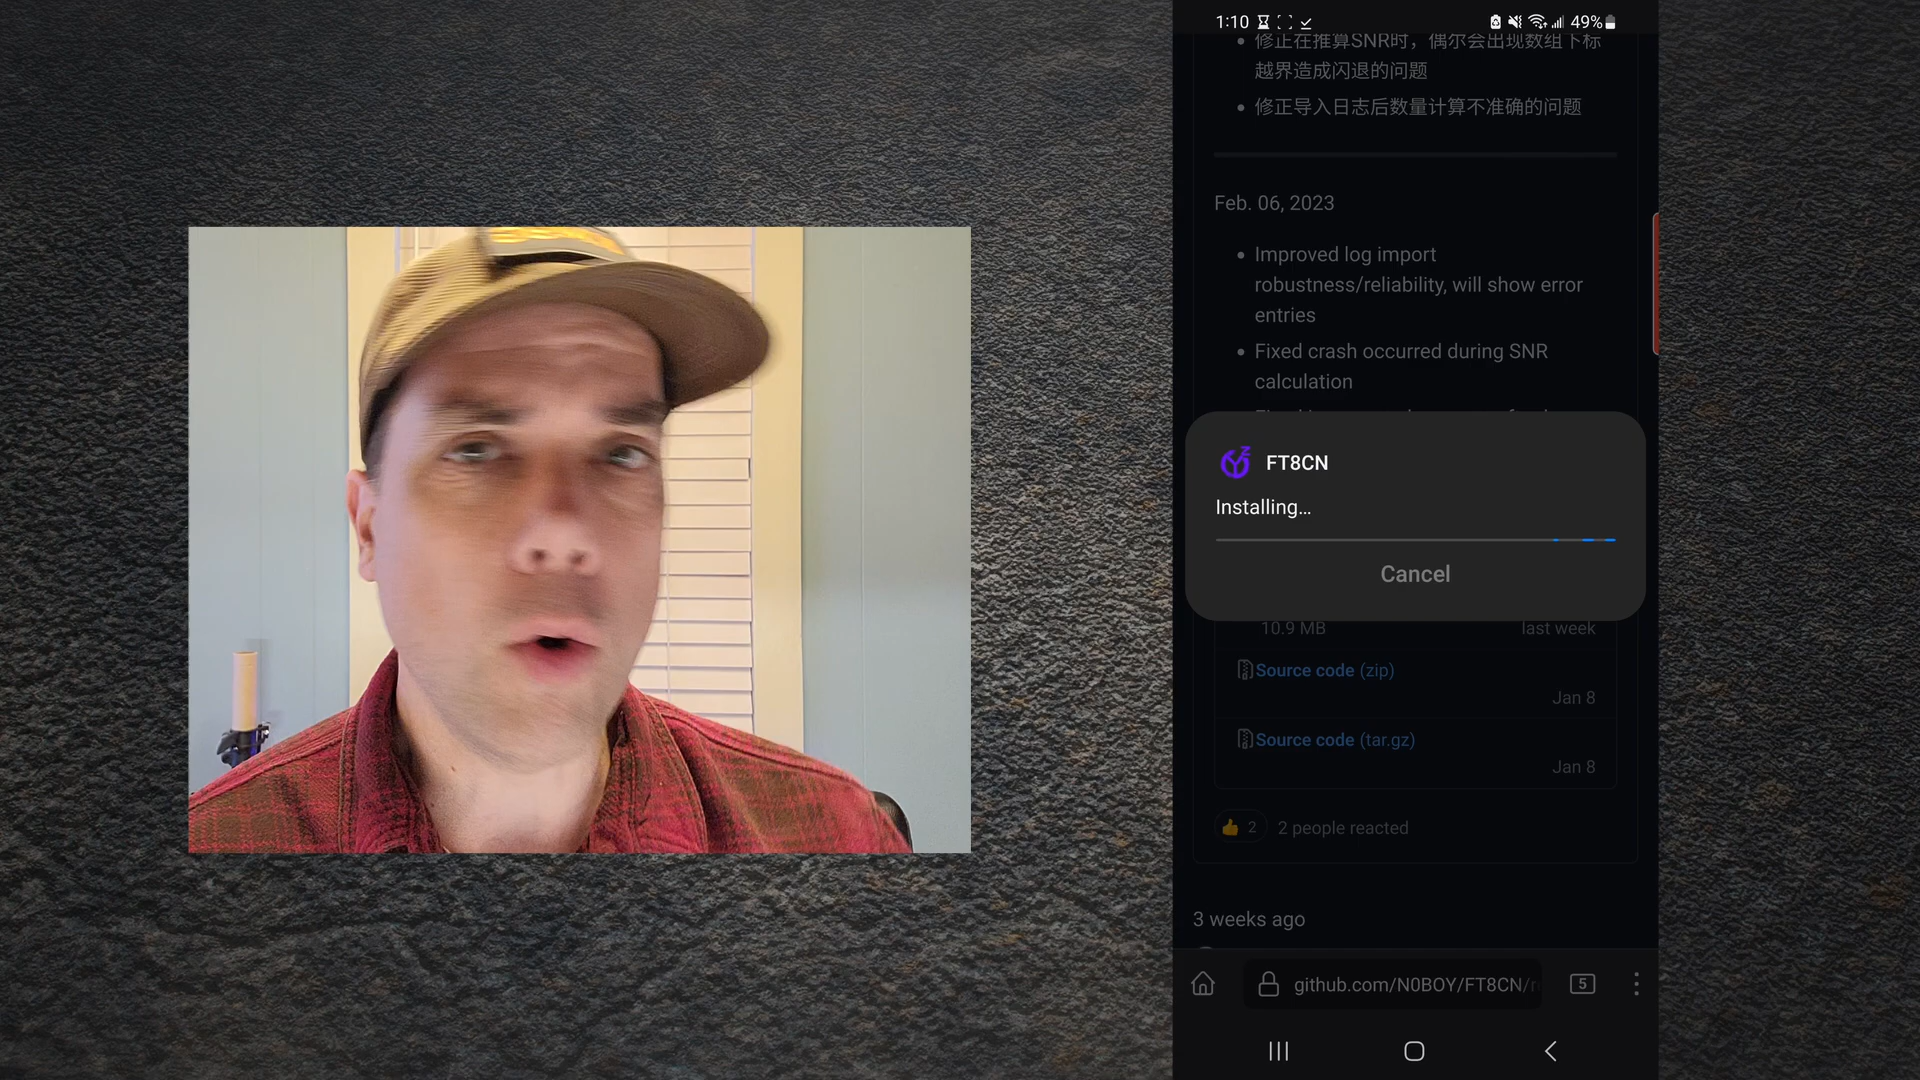 1:10 49%
修正在推算SNR时，偶尔会出现数组下标
越界造成闪退的问题
修正导入日志后数量计算不准确的问题
Feb. 06, 2023
Improved log import
robustness/reliability, will show error
entries
Fixed crash occurred during SNR
calculation
FT8CN
Installing...
Cancel
10.9 MB last week
Source code (zip)
Jan 8
Source code (tar.gz)
Jan 8
👍 2 2 people reacted
3 weeks ago
github.com/N0BOY/FT8CN/ 5